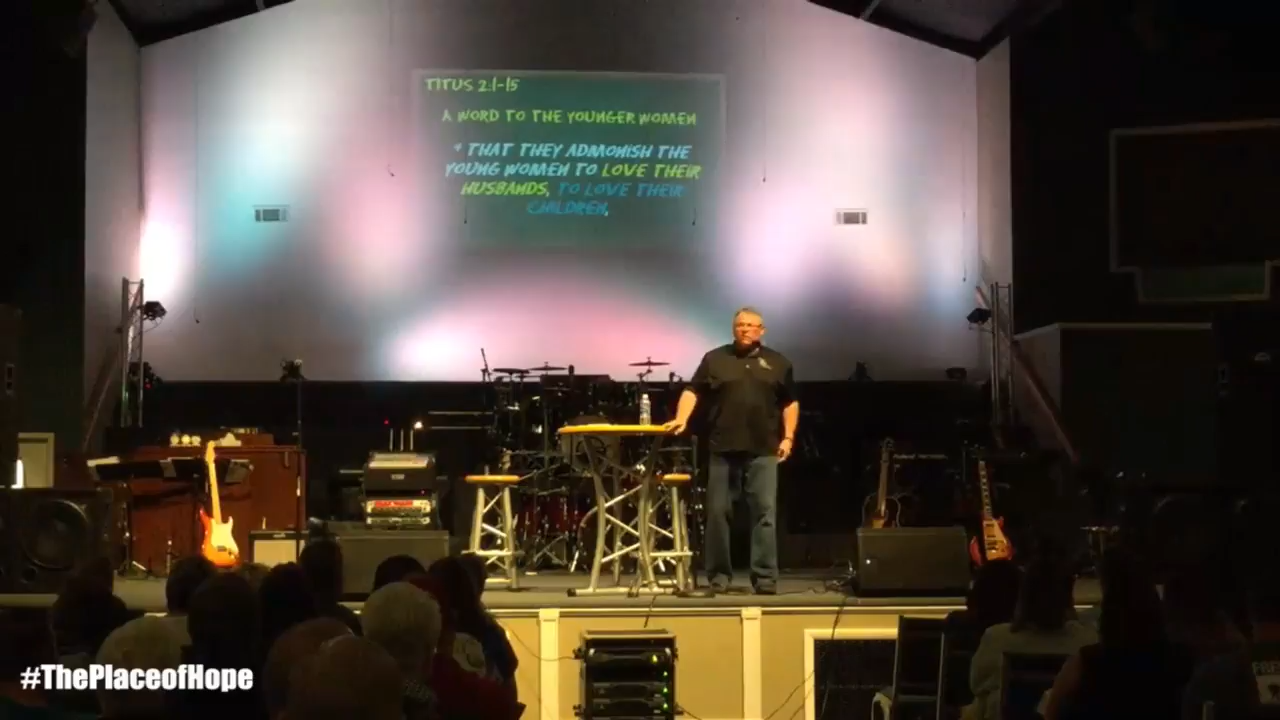 TITUS 2:1-15
A WORD TO THE YOUNGER WOMEN
4 THAT THEY ADMONISH THE
YOUNG WOMEN TO LOVE THEIR
HUSBANDS, TO LOVE THEIR
CHILDREN,
#ThePlaceofHope